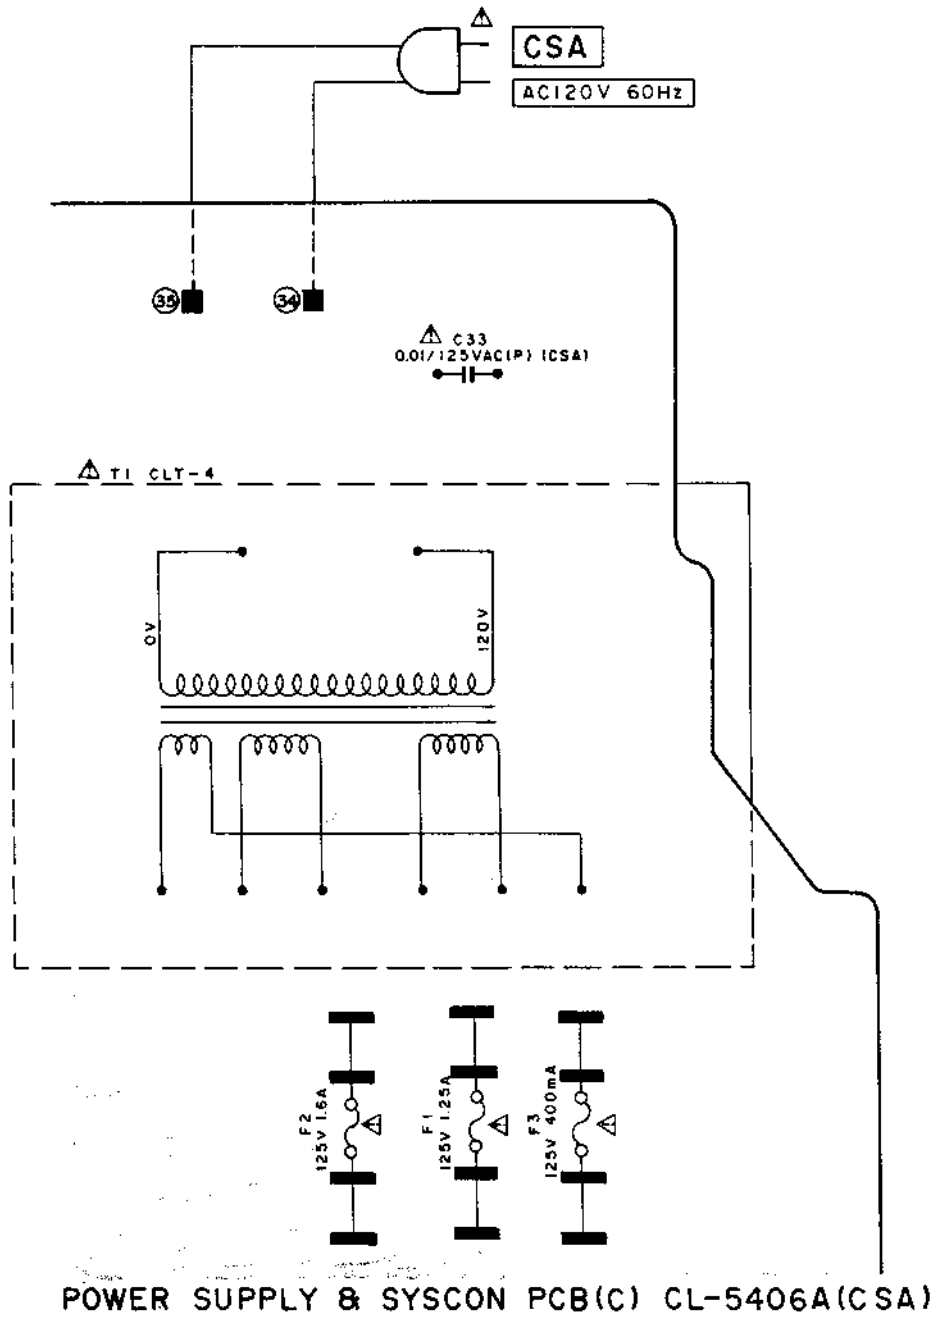 CSA
AC120V 60Hz
35
34
C33
0.01/125VAC(P) (CSA)
T1 CLT-4
0V
120V
F2
125V 1.6A
F1
125V 1.25A
F3
125V 400mA
POWER SUPPLY & SYSCON PCB(C) CL-5406A(CSA)